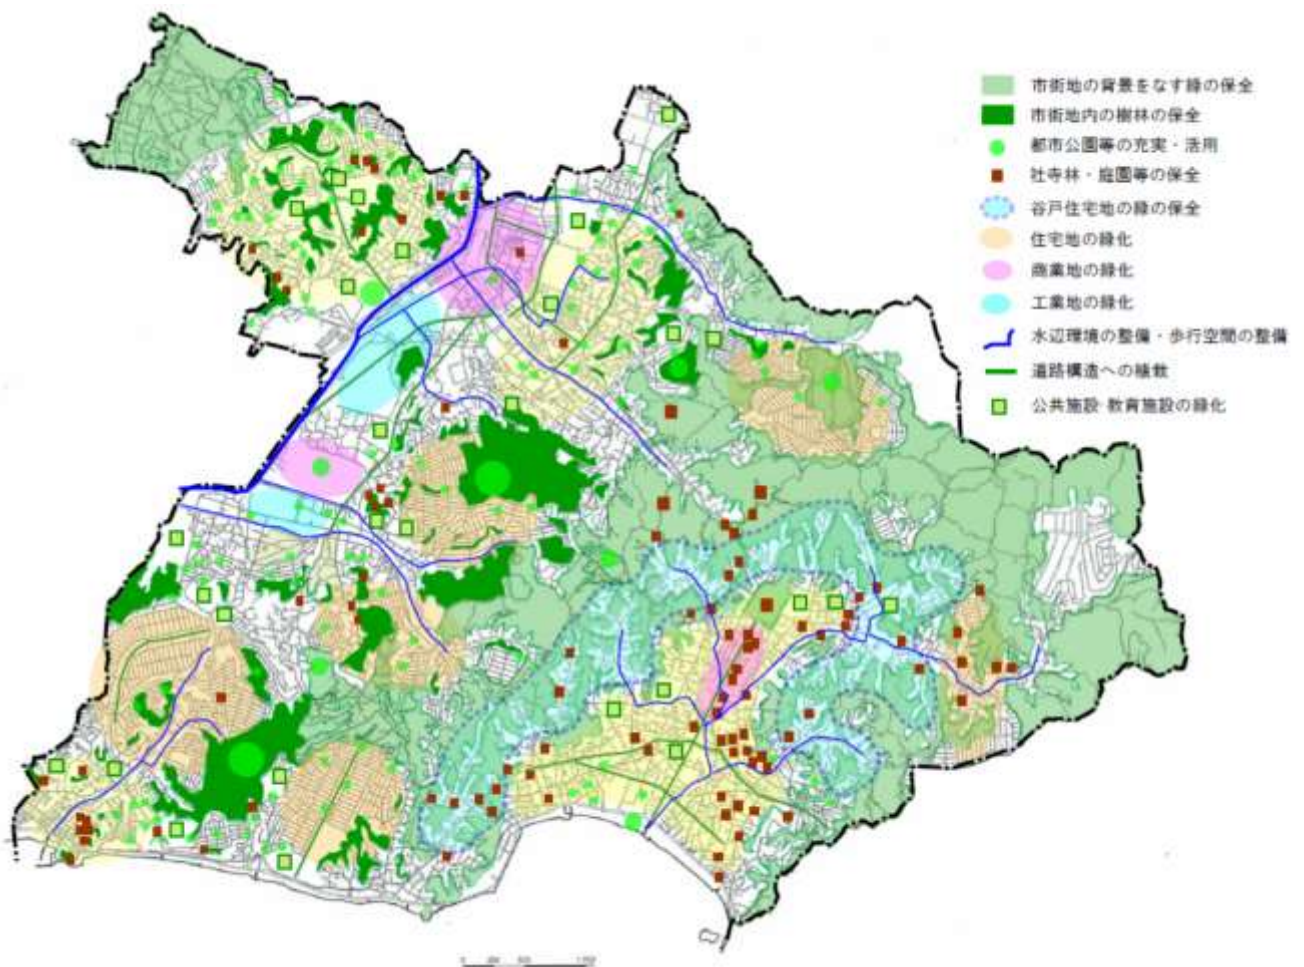 市街地の背景をなす緑の保全
市街地内の樹林の保全
都市公園等の充実・活用
社寺林・庭園等の保全
谷戸住宅地の緑の保全
住宅地の緑化
商業地の緑化
工業地の緑化
水辺環境の整備・歩行空間の整備
道路構造への植栽
公共施設・教育施設の緑化